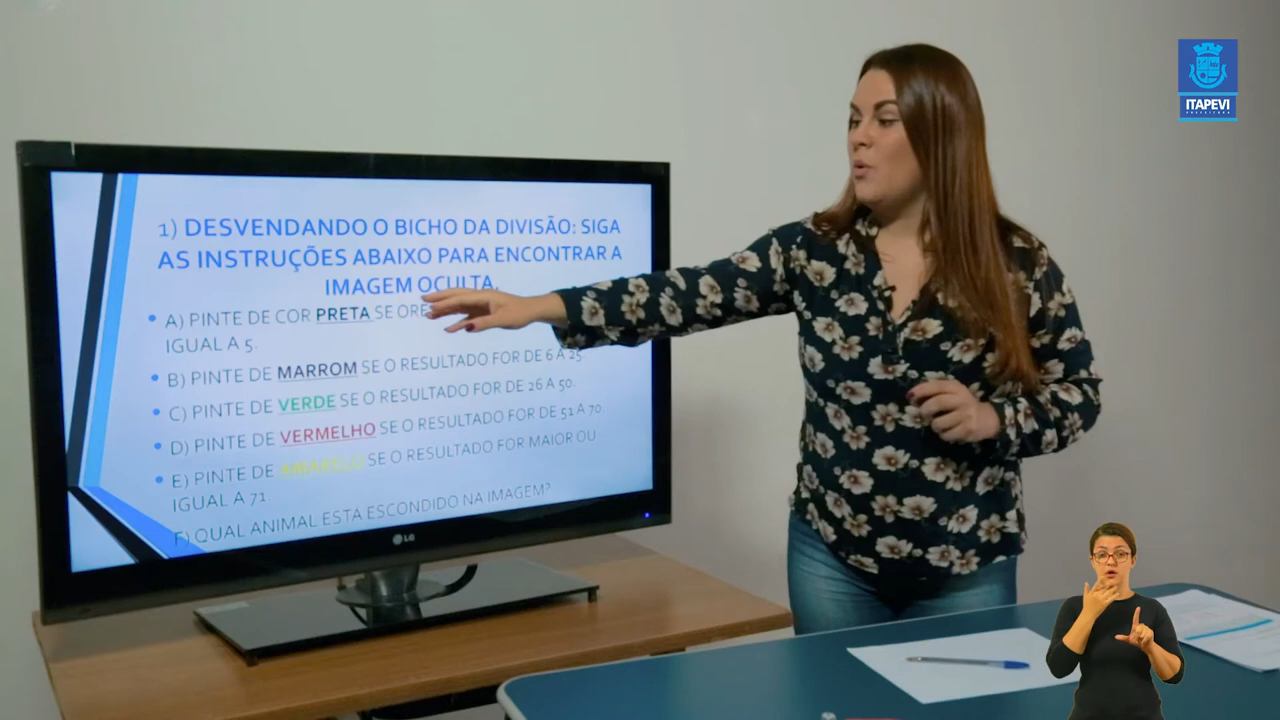 1) DESVENDANDO O BICHO DA DIVISÃO: SIGA
AS INSTRUÇÕES ABAIXO PARA ENCONTRAR A
IMAGEM OCULTA.
• A) PINTE DE COR PRETA SE O RE
IGUAL A 5.
• B) PINTE DE MARROM SE O RESULTADO FOR DE 6 A 25
• C) PINTE DE VERDE SE O RESULTADO FOR DE 26 A 50.
• D) PINTE DE VERMELHO SE O RESULTADO FOR DE 51 A 70.
• E) PINTE DE AMARELO SE O RESULTADO FOR MAIOR OU
IGUAL A 71
F) QUAL ANIMAL ESTÁ ESCONDIDO NA IMAGEM?
LG
ITAPEVI
PREFEITURA